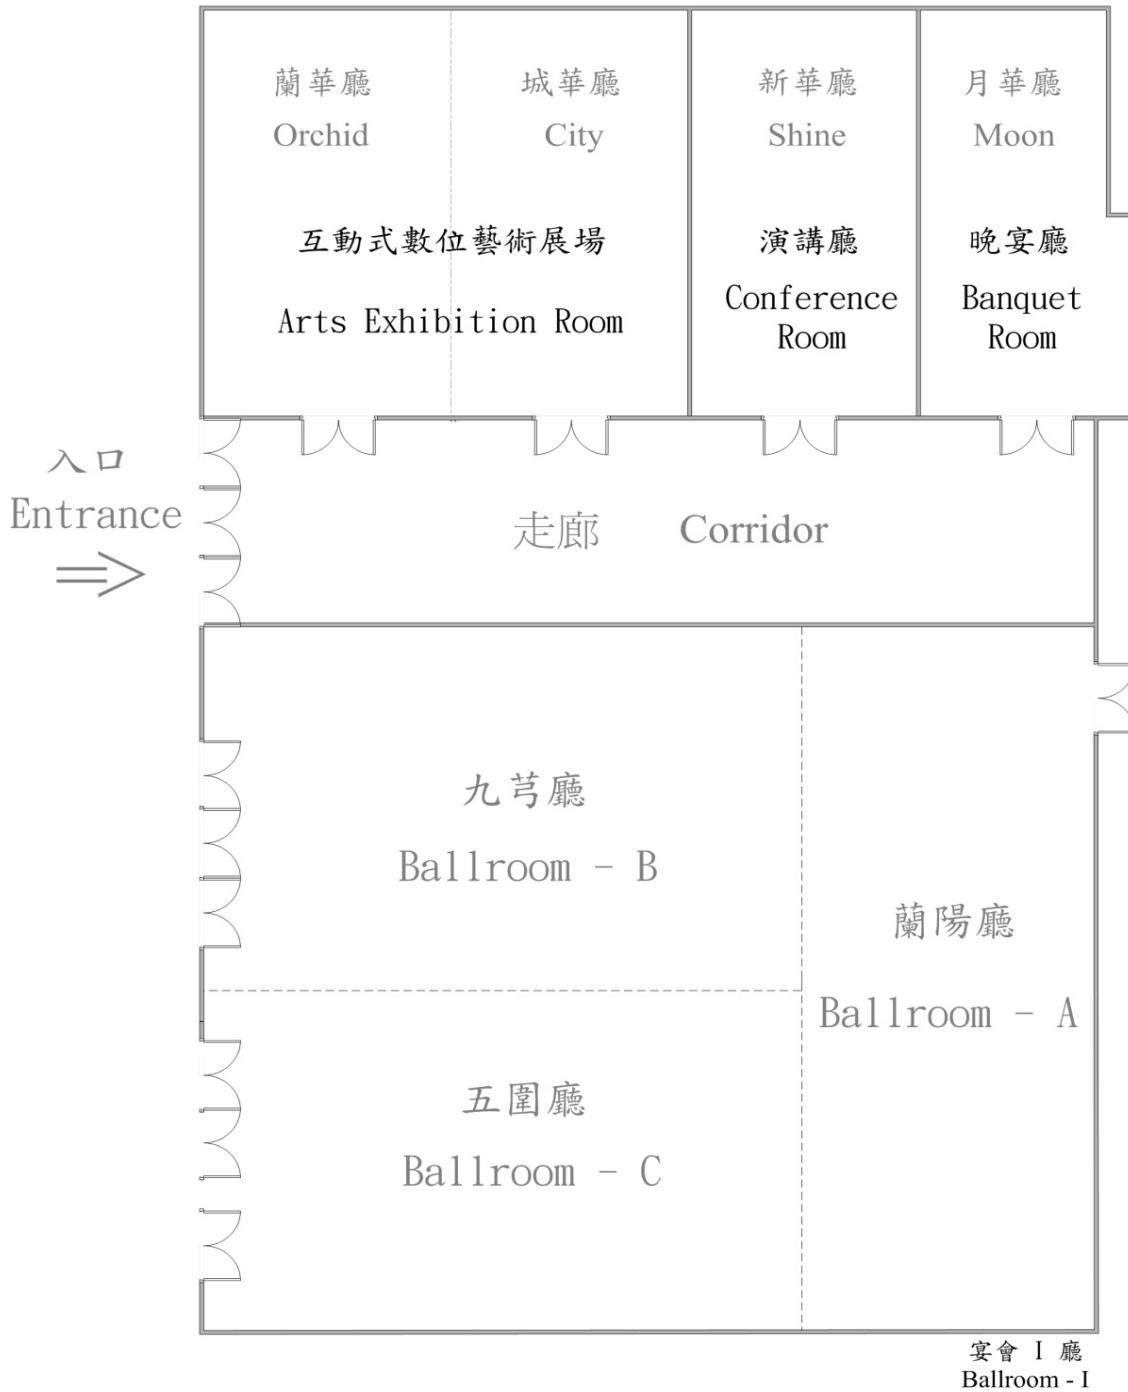 蘭華廳
Orchid
城華廳
City
新華廳
Shine
月華廳
Moon
互動式數位藝術展場
Arts Exhibition Room
演講廳
Conference
Room
晚宴廳
Banquet
Room
入口
Entrance
走廊 Corridor
九芎廳
Ballroom - B
蘭陽廳
Ballroom - A
五圍廳
Ballroom - C
宴會 I 廳
Ballroom - I